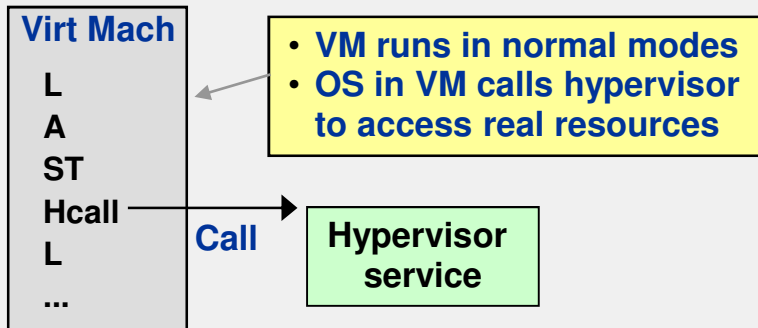 Virt Mach
L
A
ST
Hcall
L
...
• VM runs in normal modes
• OS in VM calls hypervisor
to access real resources
Call
Hypervisor
service